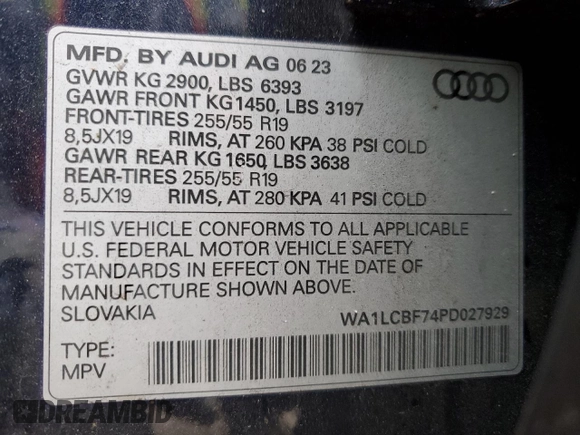 MFD. BY AUDI AG 06 23
GVWR KG 2900, LBS 6393
GAWR FRONT KG1450, LBS 3197
FRONT-TIRES 255/55 R19
8,5JX19 RIMS, AT 260 KPA 38 PSI COLD
GAWR REAR KG 1650, LBS 3638
REAR-TIRES 255/55 R19
8,5JX19 RIMS, AT 280 KPA 41 PSI COLD
THIS VEHICLE CONFORMS TO ALL APPLICABLE
U.S. FEDERAL MOTOR VEHICLE SAFETY
STANDARDS IN EFFECT ON THE DATE OF
MANUFACTURE SHOWN ABOVE.
SLOVAKIA WA1LCBF74PD027929
TYPE:
MPV
DREAMBID